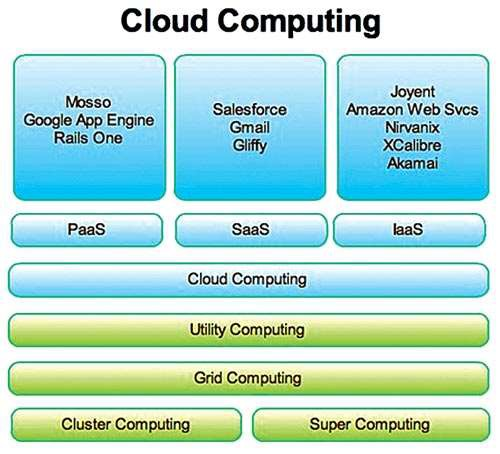 Cloud Computing
Mosso
Google App Engine
Rails One
Salesforce
Gmail
Gliffy
Joyent
Amazon Web Svcs
Nirvanix
XCalibre
Akamai
PaaS
SaaS
IaaS
Cloud Computing
Utility Computing
Grid Computing
Cluster Computing
Super Computing